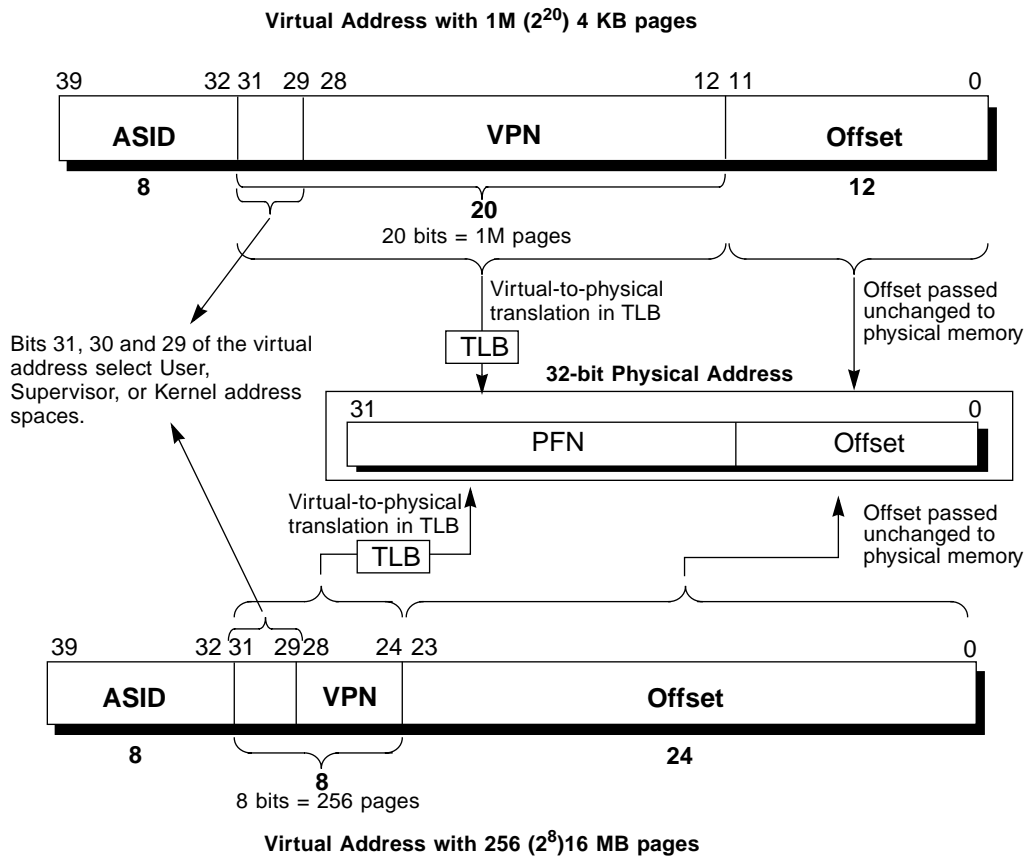 Virtual Address with 1M (2^20) 4 KB pages
39 32 31 29 28 12 11 0
ASID VPN Offset
8 20 12
20 bits = 1M pages
Virtual-to-physical
translation in TLB
TLB
Offset passed
unchanged to
physical memory
Bits 31, 30 and 29 of the virtual
address select User,
Supervisor, or Kernel address
spaces.
32-bit Physical Address
31 0
PFN Offset
Virtual-to-physical
translation in TLB
TLB
Offset passed
unchanged to
physical memory
39 32 31 29 28 24 23 0
ASID VPN Offset
8 8 24
8 bits = 256 pages
Virtual Address with 256 (2^8)16 MB pages